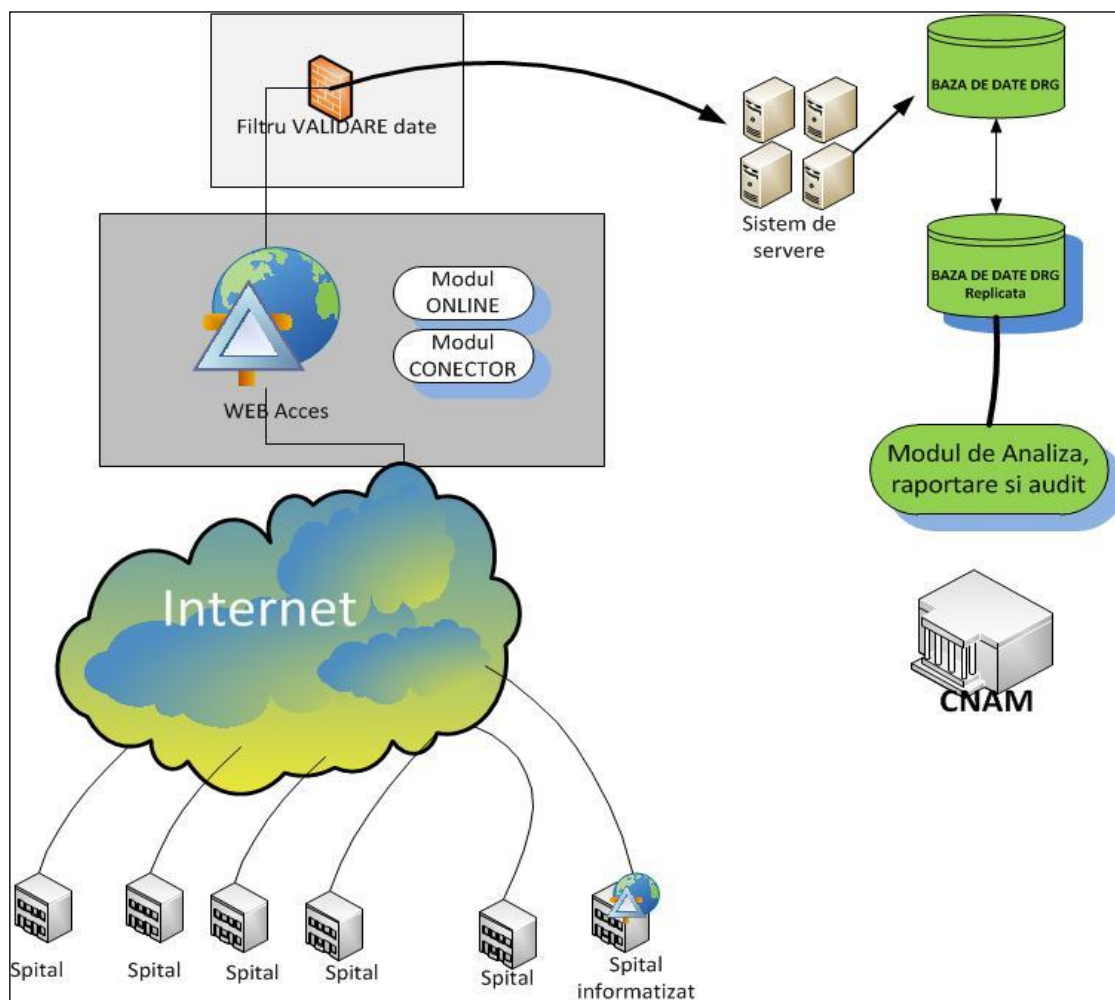 Filtru VALIDARE date
BAZA DE DATE DRG
Sistem de
servere
BAZA DE DATE DRG
Replicata
Modul
ONLINE
Modul
CONECTOR
WEB Acces
Modul de Analiza,
raportare si audit
Internet
CNAM
Spital
Spital
Spital
Spital
Spital
Spital
informatizat